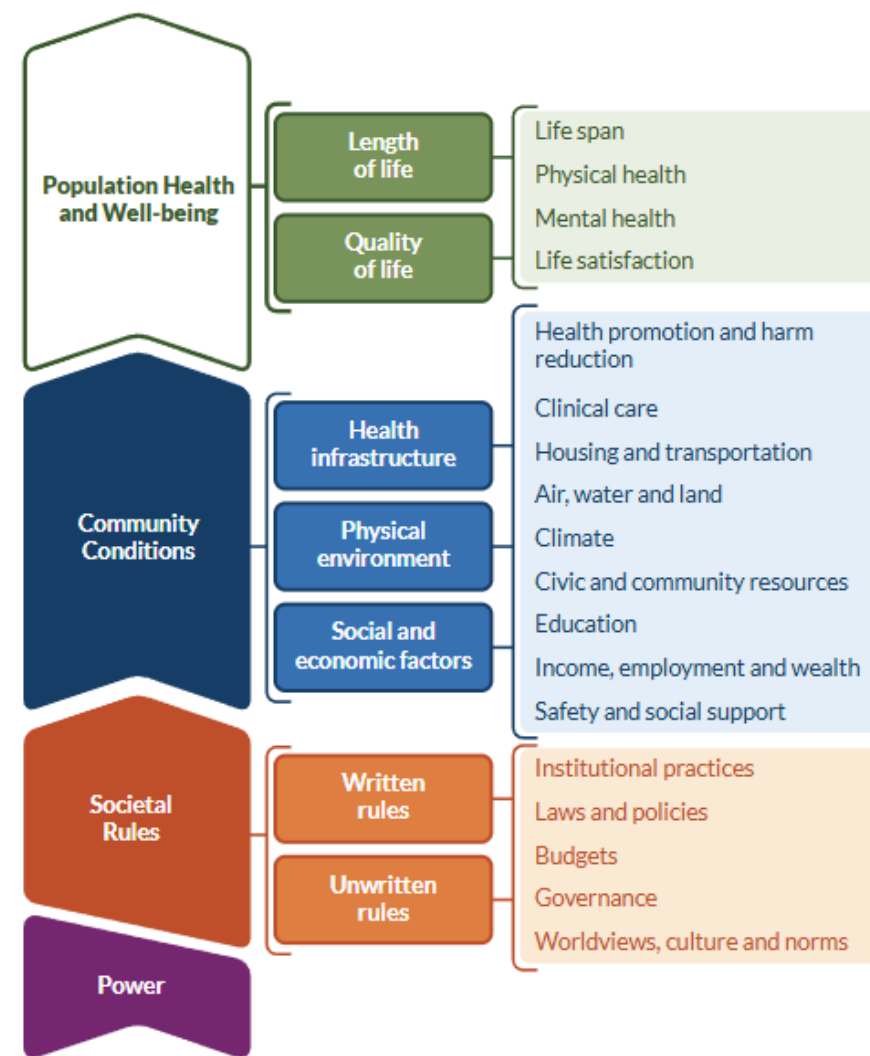 Population Health
and Well-being
Length
of life
Quality
of life
Life span
Physical health
Mental health
Life satisfaction
Community
Conditions
Health
infrastructure
Physical
environment
Social and
economic factors
Health promotion and harm
reduction
Clinical care
Housing and transportation
Air, water and land
Climate
Civic and community resources
Education
Income, employment and wealth
Safety and social support
Societal
Rules
Written
rules
Unwritten
rules
Institutional practices
Laws and policies
Budgets
Governance
Worldviews, culture and norms
Power